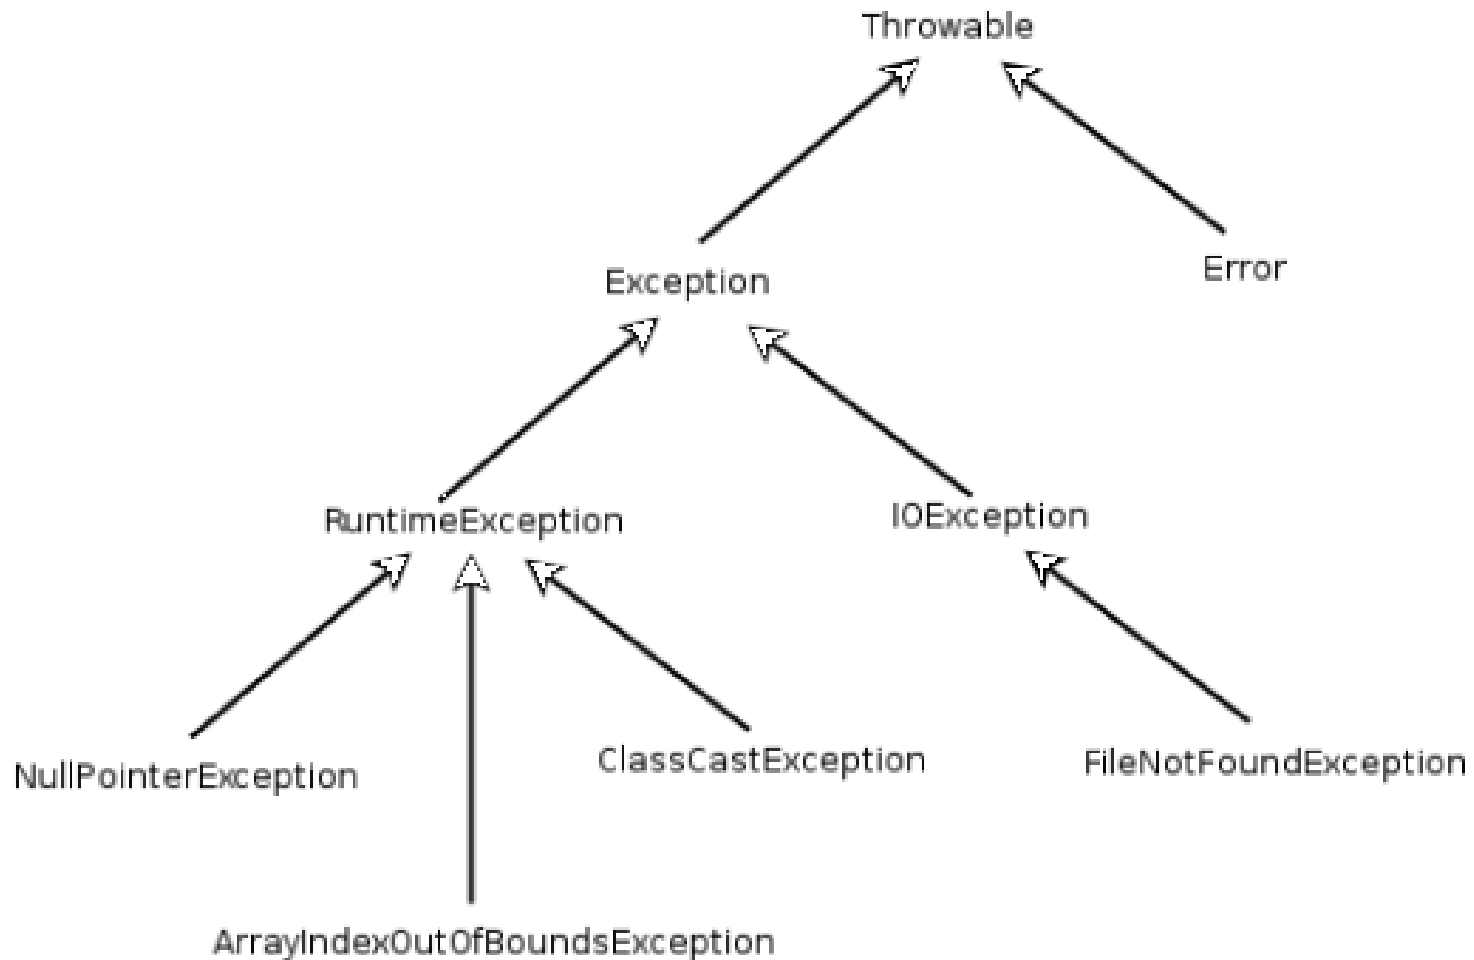 Throwable
Exception
Error
RuntimeException
IOException
NullPointerException
ClassCastException
FileNotFoundException
ArrayIndexOutOfBoundsException